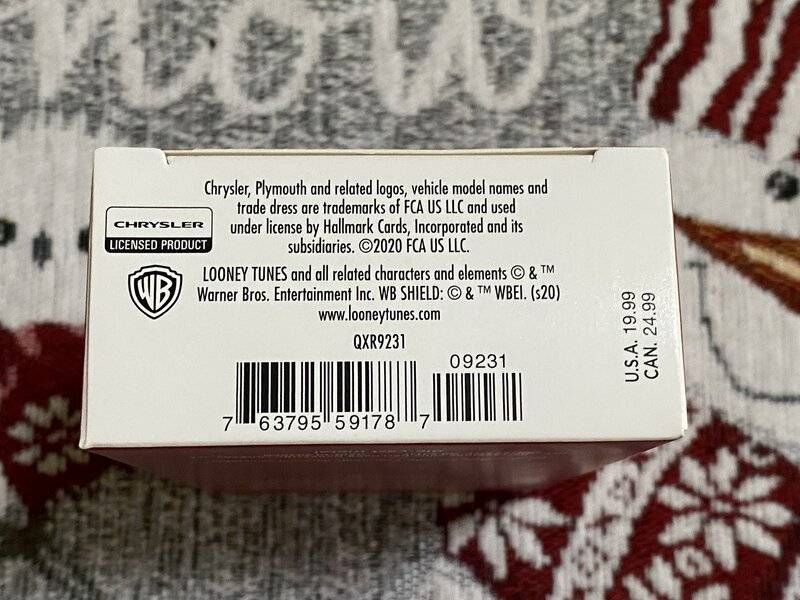 Chrysler, Plymouth and related logos, vehicle model names and
trade dress are trademarks of FCA US LLC and used
under license by Hallmark Cards, Incorporated and its
subsidiaries. ©2020 FCA US LLC.
CHRYSLER
LICENSED PRODUCT
LOONEY TUNES and all related characters and elements © & ™
Warner Bros. Entertainment Inc. WB SHIELD: © & ™ WBEI. (s20)
www.looneytunes.com
WB
QXR9231
09231
7 63795 59178 7
U.S.A. 19.99
CAN. 24.99